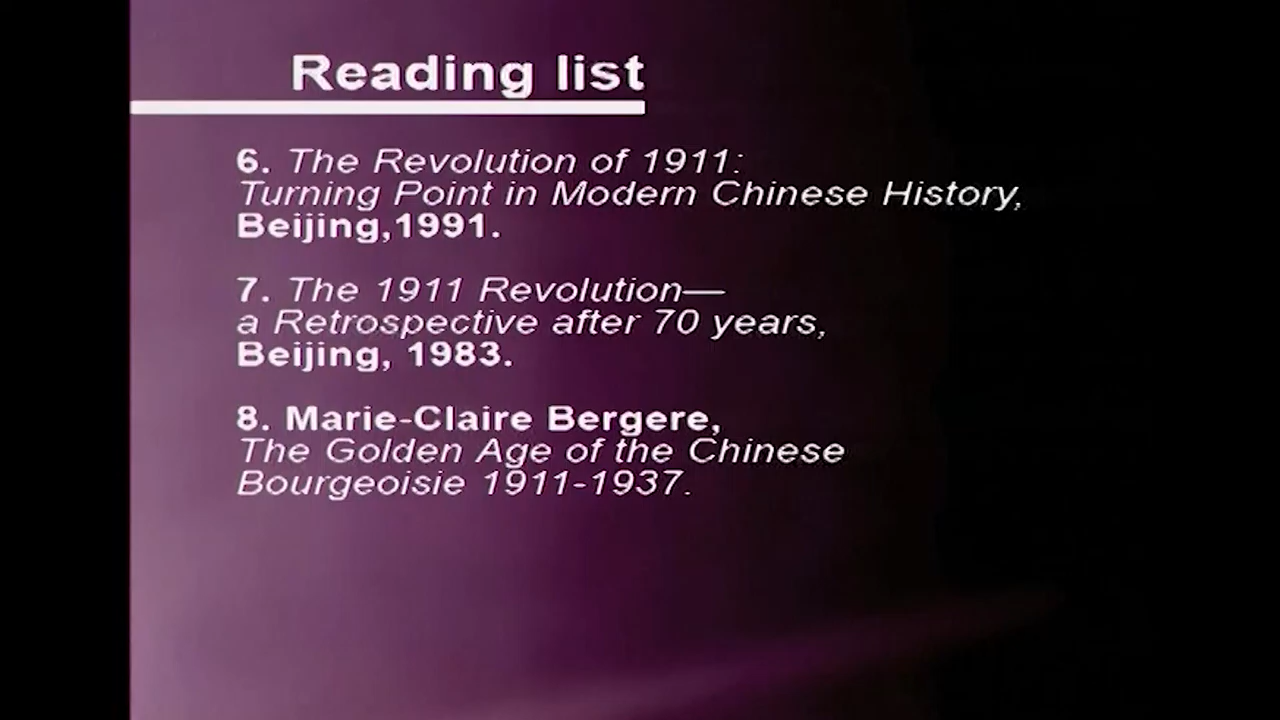 Reading list
6. The Revolution of 1911:
Turning Point in Modern Chinese History,
Beijing,1991.
7. The 1911 Revolution—
a Retrospective after 70 years,
Beijing, 1983.
8. Marie-Claire Bergere,
The Golden Age of the Chinese
Bourgeoisie 1911-1937.